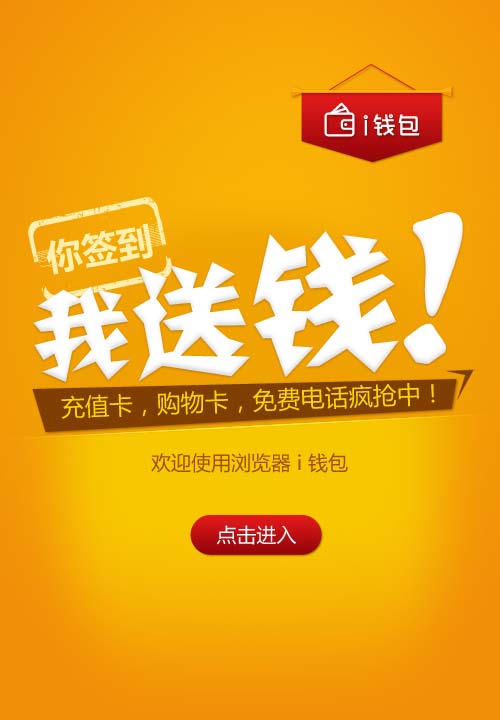 i钱包
你签到
我送钱!
充值卡，购物卡，免费电话疯抢中！
欢迎使用浏览器 i 钱包
点击进入